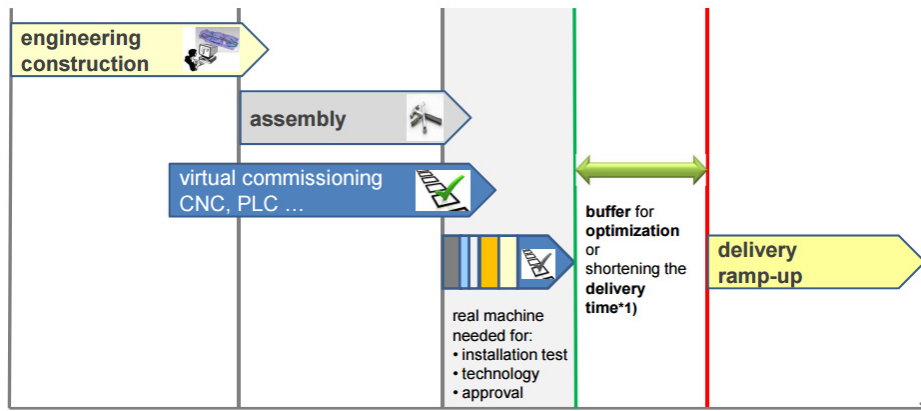 engineering
construction
assembly
virtual commissioning
CNC, PLC ...
buffer for
optimization
or
shortening the
delivery
time*1)
delivery
ramp-up
real machine
needed for:
• installation test
• technology
• approval